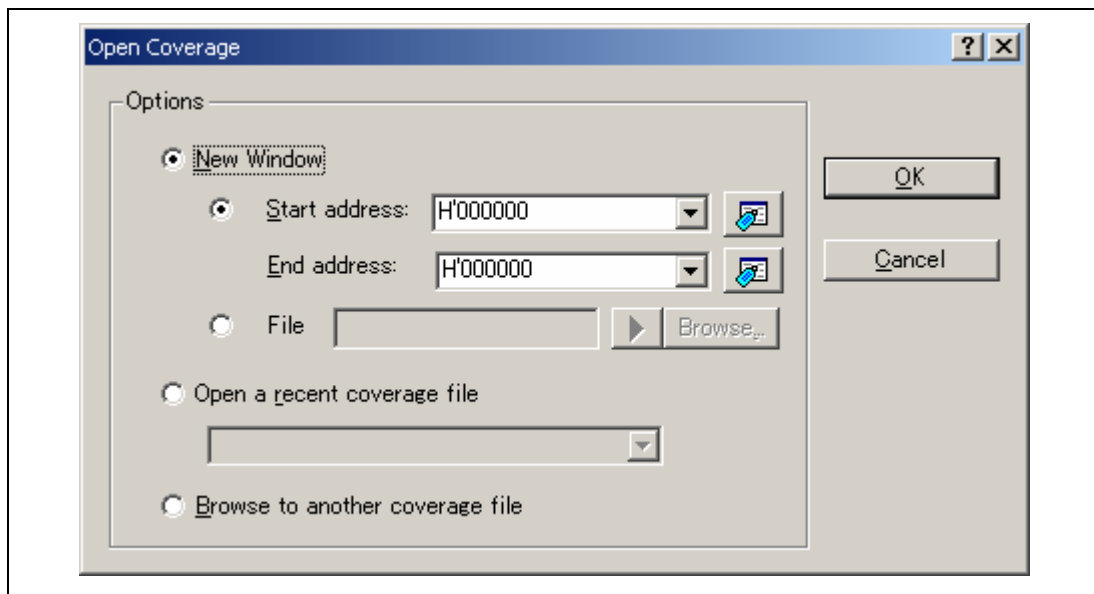 Open Coverage
Options
New Window
Start address: H'000000
End address: H'000000
File Browse...
Open a recent coverage file
Browse to another coverage file
OK
Cancel